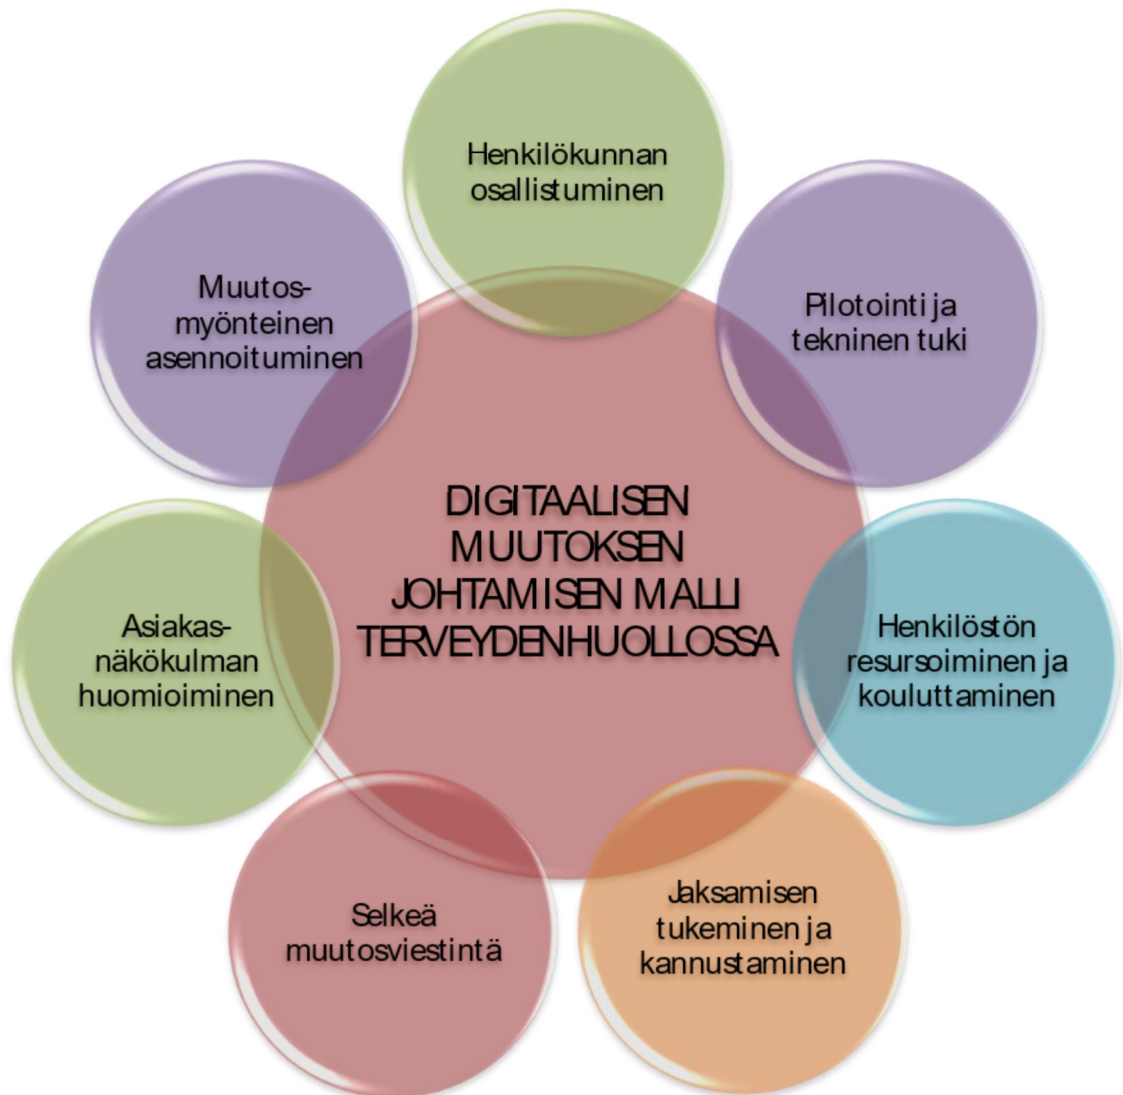 Henkilökunnan
osallistuminen
Pilotointi ja
tekninen tuki
Henkilöstön
resursoiminen ja
kouluttaminen
Jaksamisen
tukeminen ja
kannustaminen
Selkeä
muutosviestintä
Asiakas-
näkökulman
huomioiminen
Muutos-
myönteinen
asennoituminen
DIGITAALISEN
MUUTOKSEN
JOHTAMISEN MALLI
TERVEYDENHUOLLOSSA